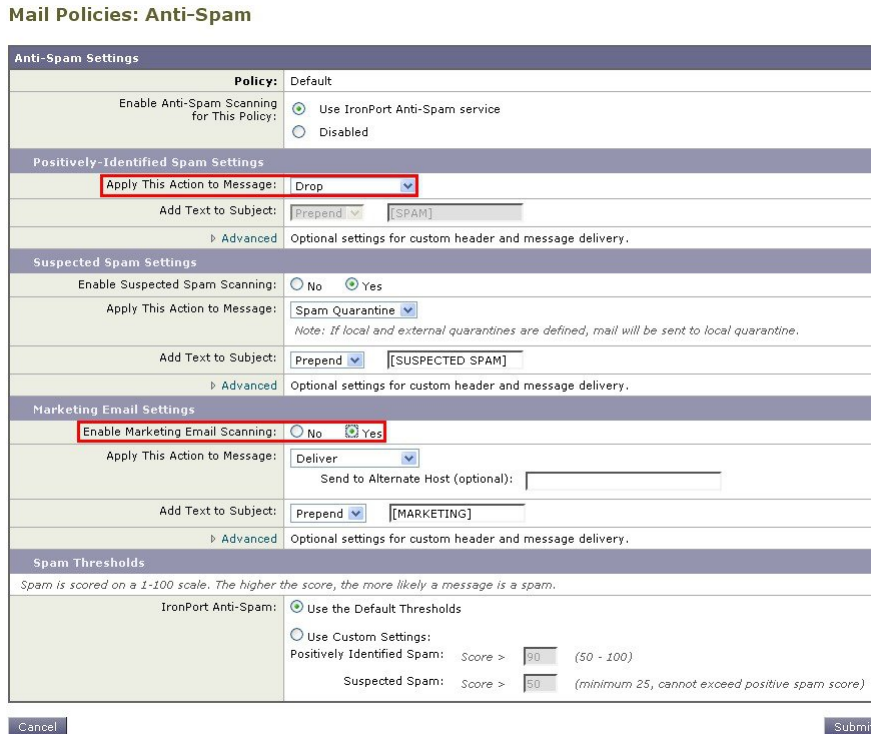 Mail Policies: Anti-Spam
Anti-Spam Settings
Policy: Default
Enable Anti-Spam Scanning for This Policy:
Use IronPort Anti-Spam service
Disabled
Positively-Identified Spam Settings
Apply This Action to Message: Drop
Add Text to Subject: Prepend [SPAM]
Advanced Optional settings for custom header and message delivery.
Suspected Spam Settings
Enable Suspected Spam Scanning: No Yes
Apply This Action to Message: Spam Quarantine
Note: If local and external quarantines are defined, mail will be sent to local quarantine.
Add Text to Subject: Prepend [SUSPECTED SPAM]
Advanced Optional settings for custom header and message delivery.
Marketing Email Settings
Enable Marketing Email Scanning: No Yes
Apply This Action to Message: Deliver
Send to Alternate Host (optional):
Add Text to Subject: Prepend [MARKETING]
Advanced Optional settings for custom header and message delivery.
Spam Thresholds
Spam is scored on a 1-100 scale. The higher the score, the more likely a message is a spam.
IronPort Anti-Spam: Use the Default Thresholds
Use Custom Settings:
Positively Identified Spam: Score > 90 (50 - 100)
Suspected Spam: Score > 50 (minimum 25, cannot exceed positive spam score)
Cancel Submit